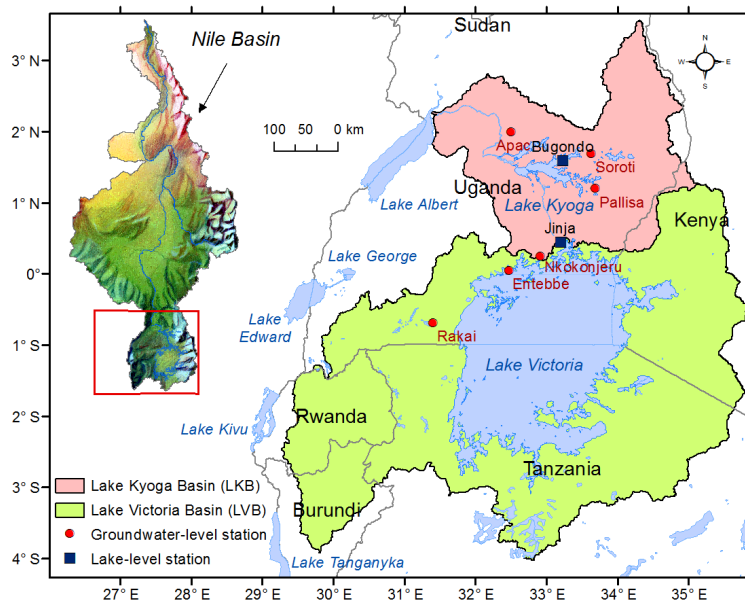 Sudan
Nile Basin
N
W
E
S
3° N
2° N
1° N
0°
1° S
2° S
3° S
4° S
100 50 0 km
Apac
Bugondo
Soroti
Uganda
Pallisa
Lake Albert
Lake Kyoga
Kenya
Jinja
Lake George
Nkokonjeru
Entebbe
Lake
Edward
Rakai
Lake Victoria
Rwanda
Lake Kivu
Tanzania
Lake Kyoga Basin (LKB)
Lake Victoria Basin (LVB)
Burundi
Groundwater-level station
Lake-level station
Lake Tanganyka
27° E
28° E
29° E
30° E
31° E
32° E
33° E
34° E
35° E